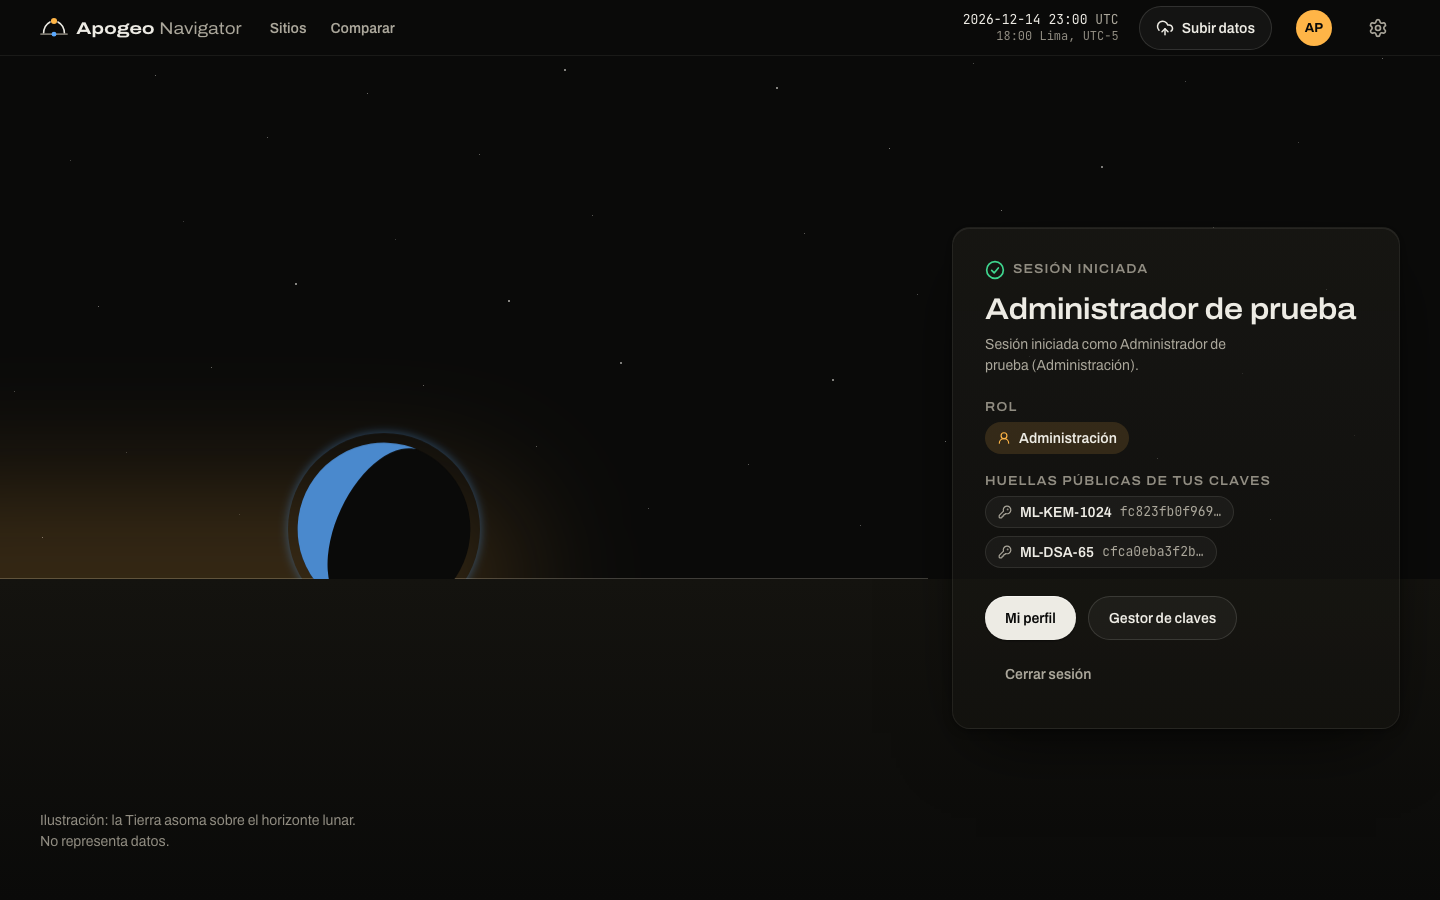 Apogeo Navigator
Sitios
Comparar
2026-12-14 23:00 UTC
18:00 Lima, UTC-5
Subir datos
AP
SESIÓN INICIADA
Administrador de prueba
Sesión iniciada como Administrador de
prueba (Administración).
ROL
Administración
HUELLAS PÚBLICAS DE TUS CLAVES
ML-KEM-1024 fc823fb0f969…
ML-DSA-65 cfca0eba3f2b…
Mi perfil
Gestor de claves
Cerrar sesión
Ilustración: la Tierra asoma sobre el horizonte lunar.
No representa datos.